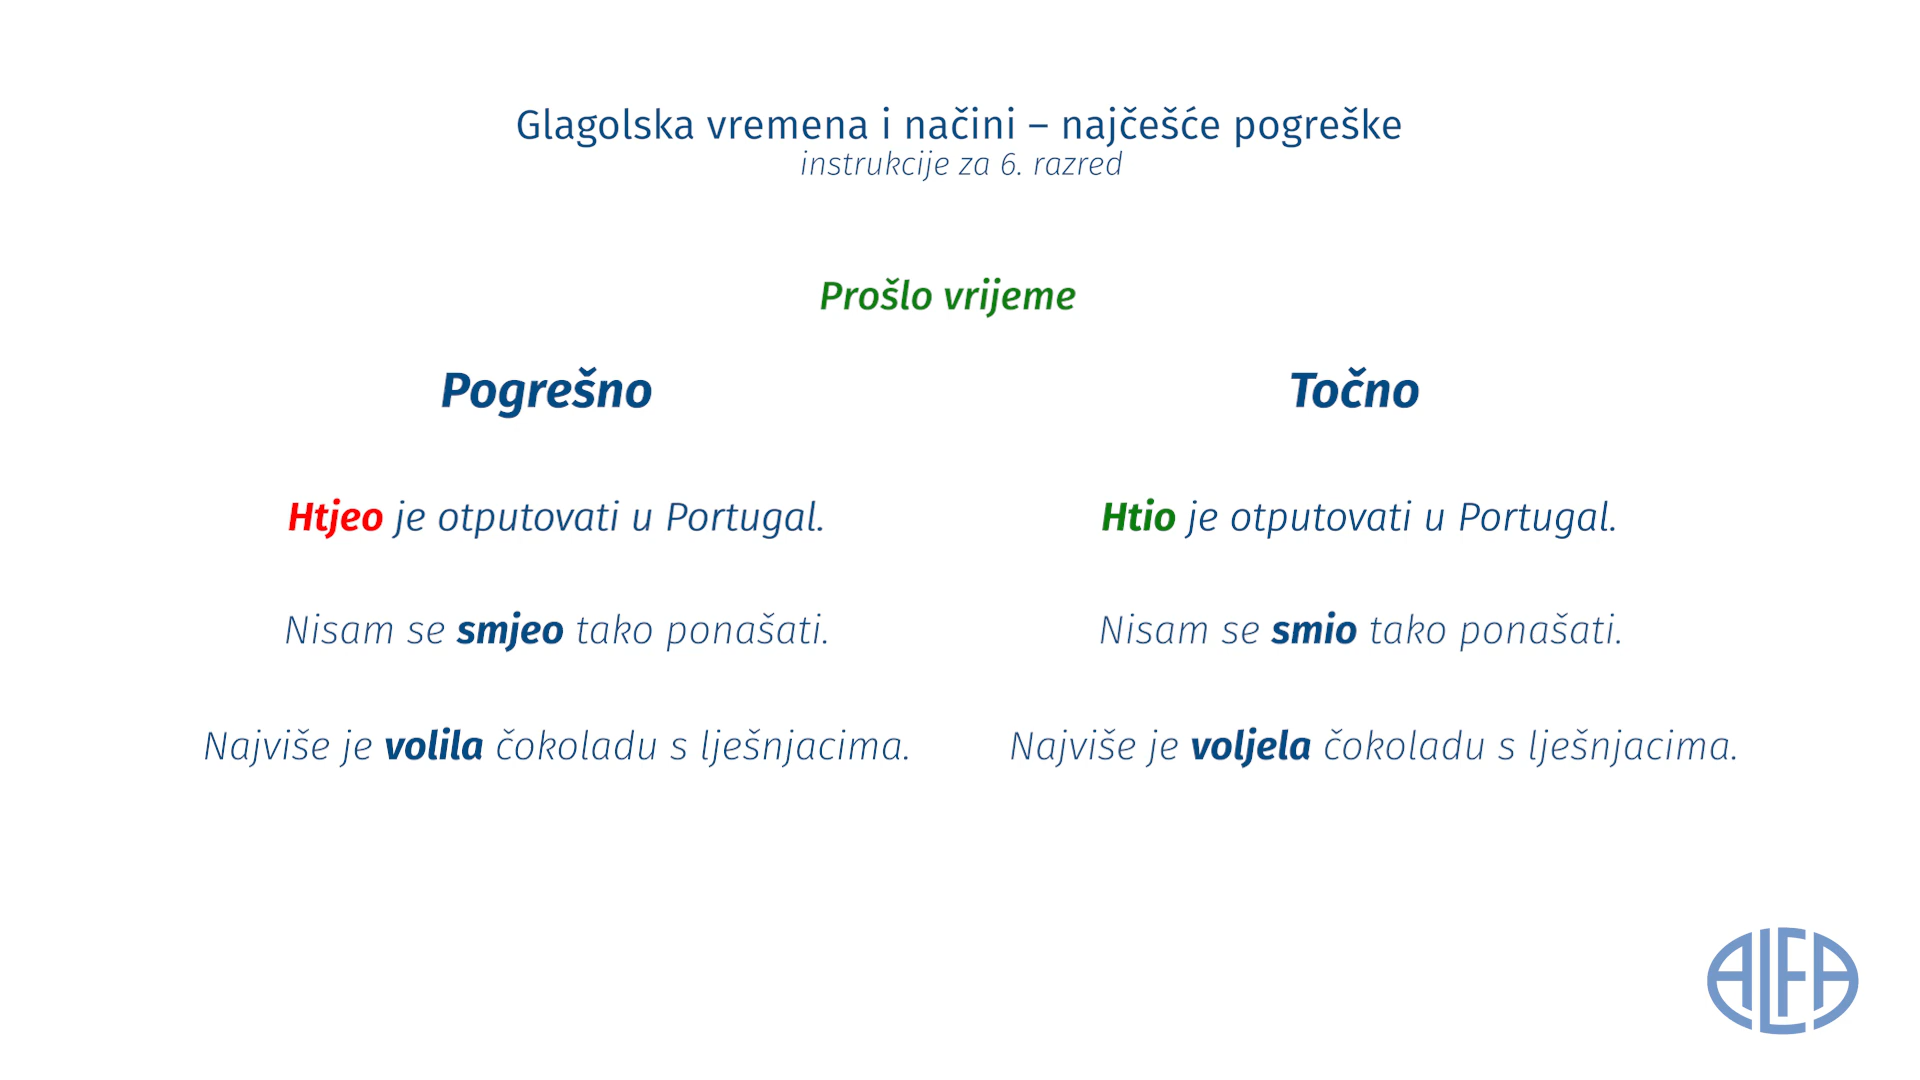 Glagolska vremena i načini – najčešće pogreške
instrukcije za 6. razred
Prošlo vrijeme
Pogrešno
Točno
Htjeo je otputovati u Portugal.
Htio je otputovati u Portugal.
Nisam se smjeo tako ponašati.
Nisam se smio tako ponašati.
Najviše je volila čokoladu s lješnjacima.
Najviše je voljela čokoladu s lješnjacima.
ALFA